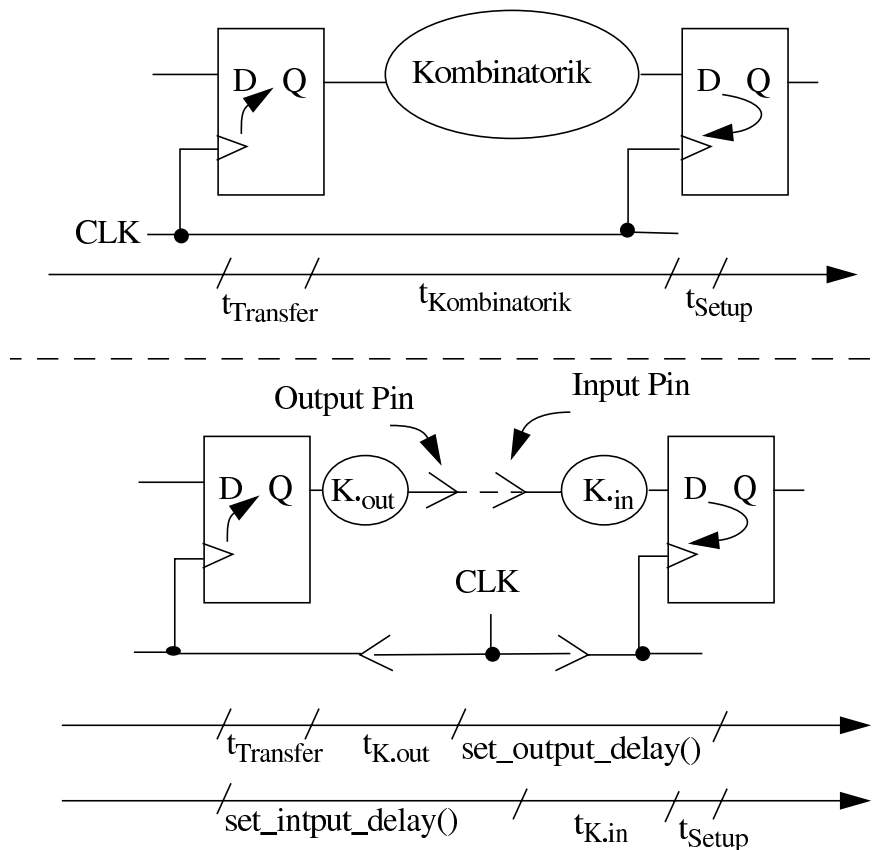 D Q
Kombinatorik
D Q
CLK
tTransfer
tKombinatorik
tSetup
Output Pin
Input Pin
D Q
K.out
K.in
D Q
CLK
tTransfer
tK.out
set_output_delay()
set_intput_delay()
tK.in
tSetup